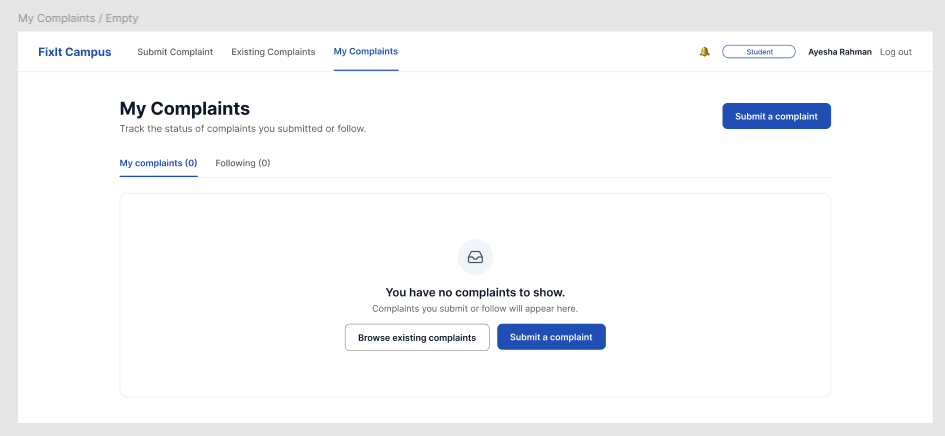 My Complaints / Empty
FixIt Campus Submit Complaint Existing Complaints My Complaints Student Ayesha Rahman Log out
My Complaints
Submit a complaint
Track the status of complaints you submitted or follow.
My complaints (0) Following (0)
You have no complaints to show.
Complaints you submit or follow will appear here.
Browse existing complaints Submit a complaint